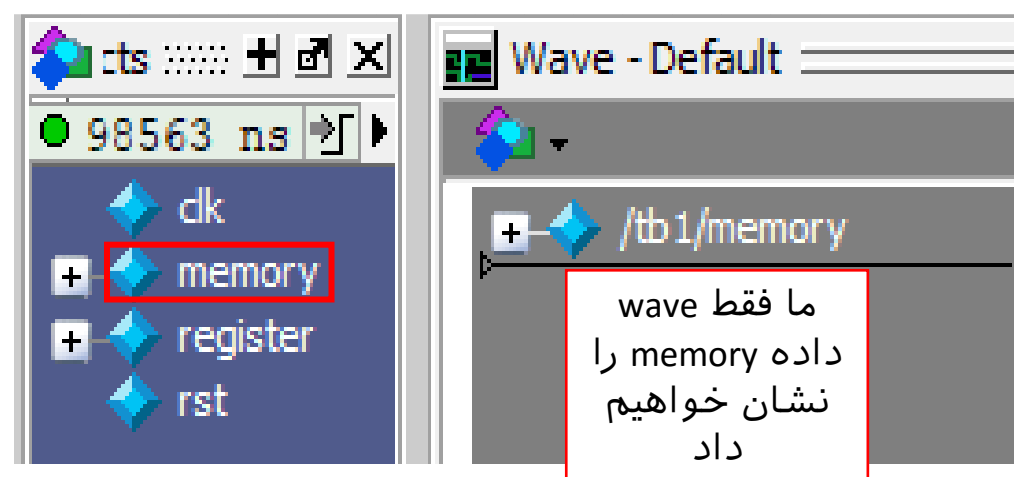 cts
98563 ns
clk
memory
register
rst
Wave - Default
/tb1/memory
ما فقط wave
داده memory را
نشان خواهیم
داد